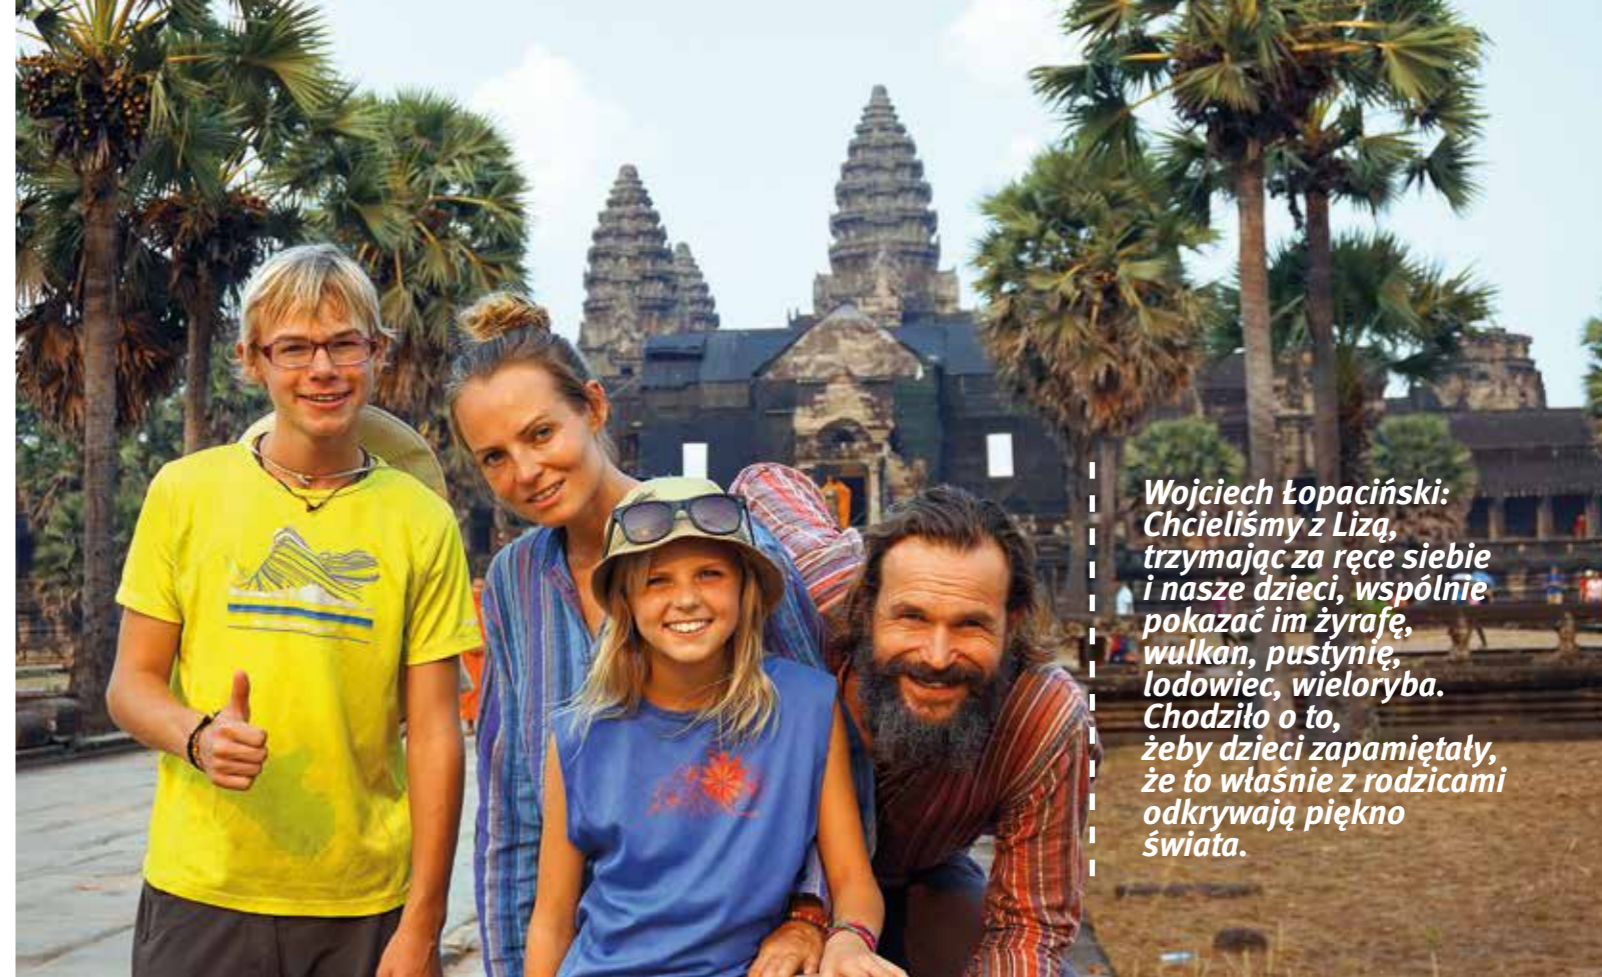 Wojciech Łopaciński:
Chcieliśmy z Lizą,
trzymając za ręce siebie
i nasze dzieci, wspólnie
pokazać im żyrafę,
wulkan, pustynię,
lodowiec, wieloryba.
Chodziło o to,
żeby dzieci zapamiętały,
że to właśnie z rodzicami
odkrywają piękno
świata.